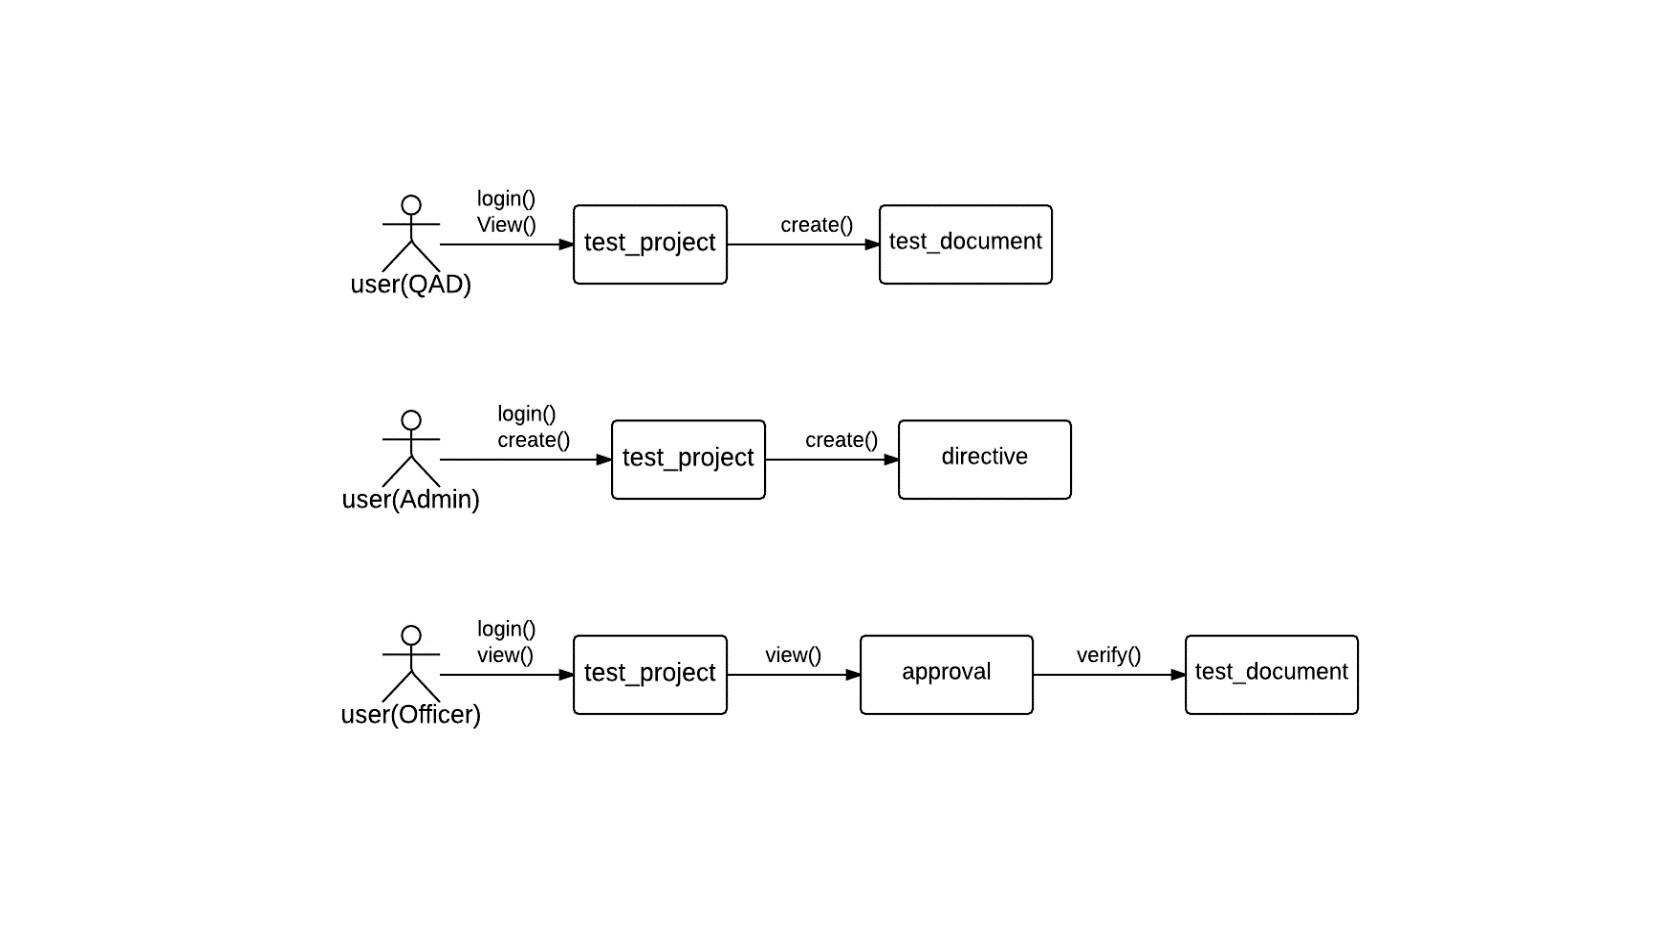 login()
View()
test_project
create()
test_document
user(QAD)
login()
create()
test_project
create()
directive
user(Admin)
login()
view()
test_project
view()
approval
verify()
test_document
user(Officer)